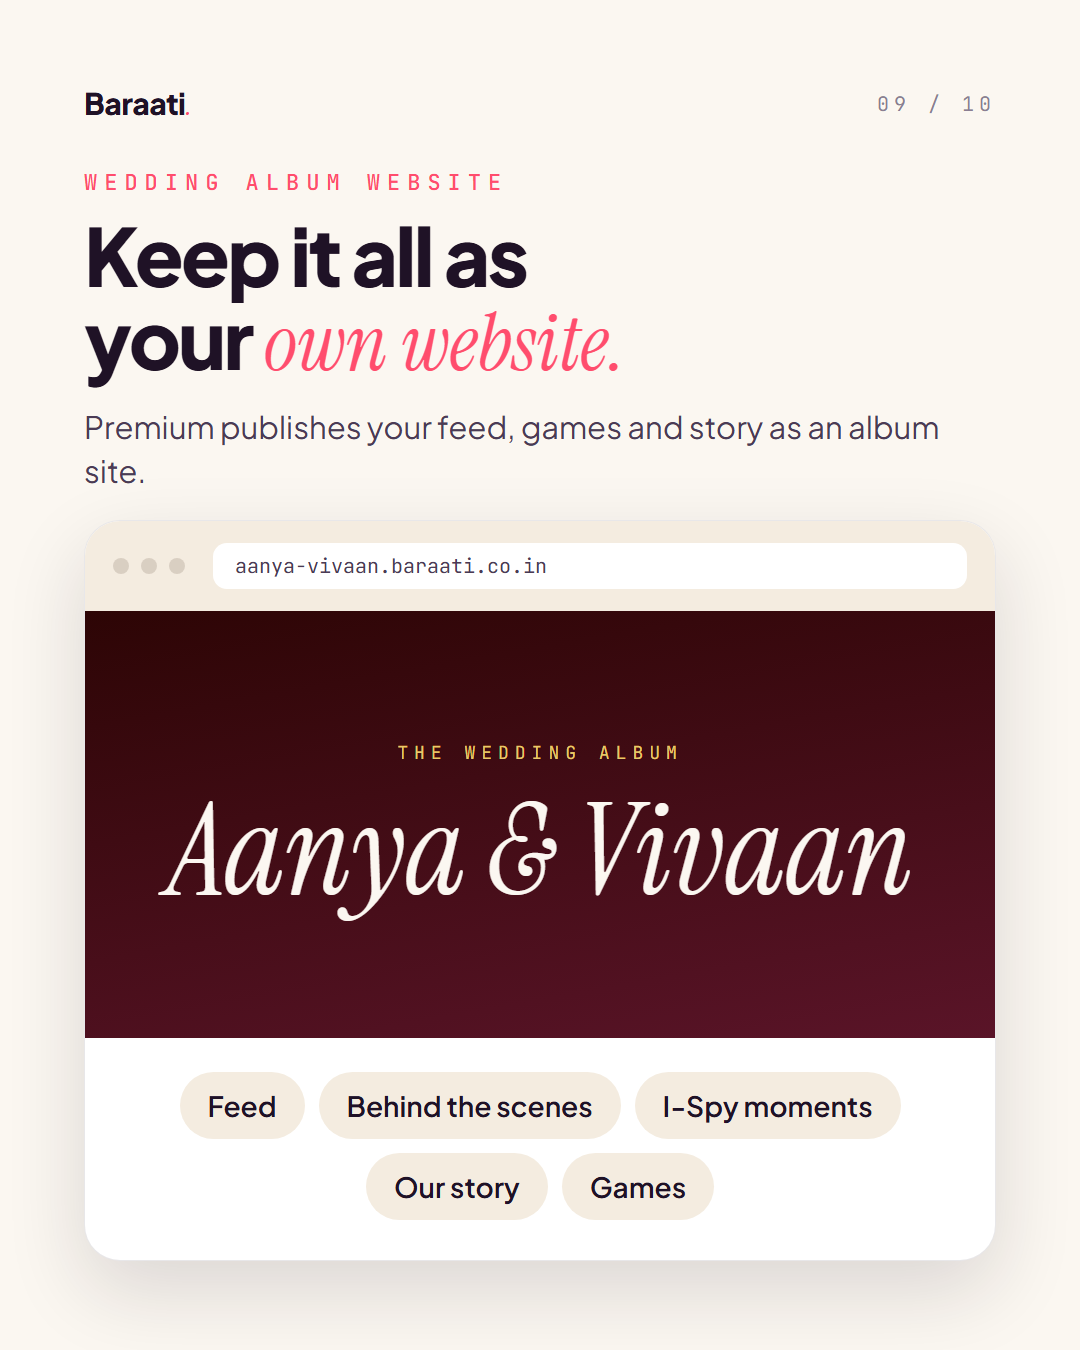 Baraati.
09 / 10
WEDDING ALBUM WEBSITE
Keep it all as
your own website.
Premium publishes your feed, games and story as an album
site.
aanya-vivaan.baraati.co.in
THE WEDDING ALBUM
Aanya & Vivaan
Feed
Behind the scenes
I-Spy moments
Our story
Games